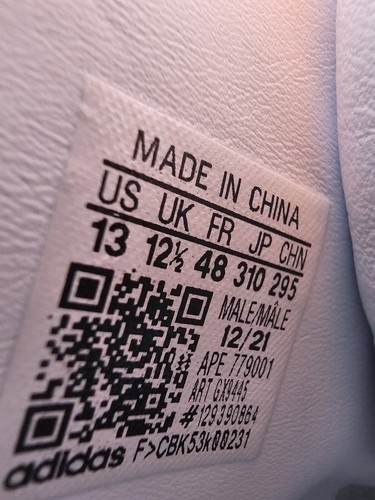 MADE IN CHINA
US UK FR JP CHN
13 12½ 48 310 295
MALE/MÂLE
12/21
APE 779001
ART GX9445
#129390864
F>CBK53k00231
adidas